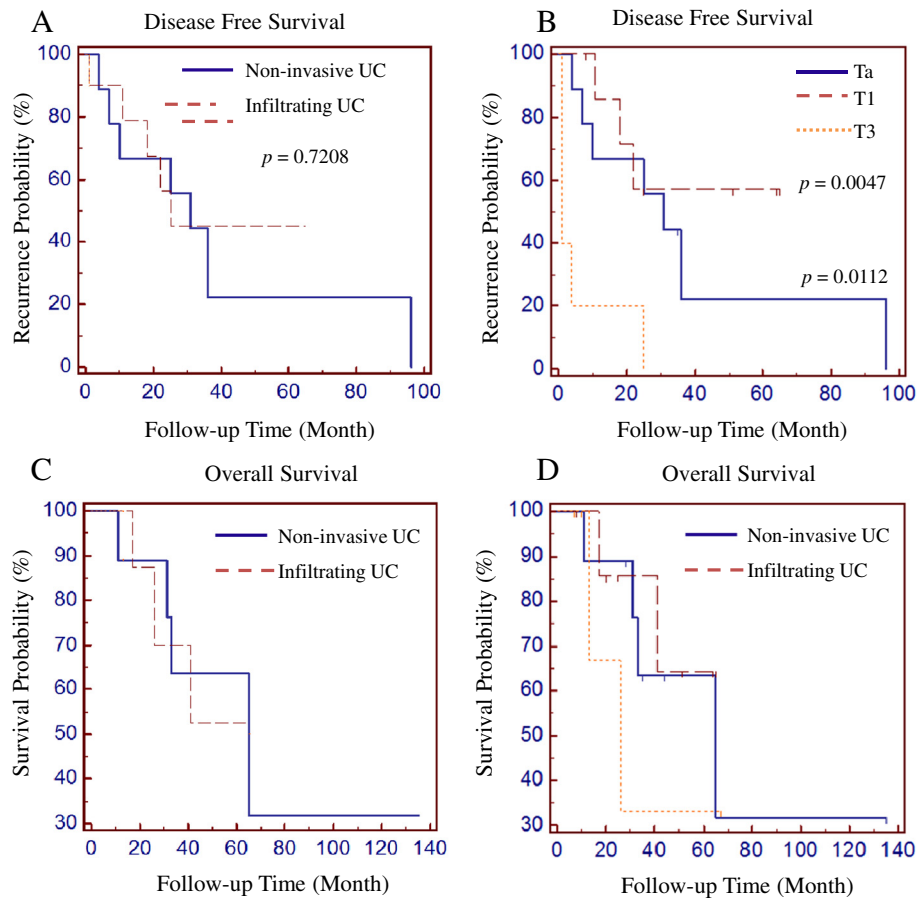 A
Disease Free Survival
Recurrence Probability (%)
100
80
60
40
20
0
Non-invasive UC
Infiltrating UC
p = 0.7208
0 20 40 60 80 100
Follow-up Time (Month)
B
Disease Free Survival
Recurrence Probability (%)
100
80
60
40
20
0
Ta
T1
T3
p = 0.0047
p = 0.0112
0 20 40 60 80 100
Follow-up Time (Month)
C
Overall Survival
Survival Probability (%)
100
90
80
70
60
50
40
30
Non-invasive UC
Infiltrating UC
0 20 40 60 80 100 120 140
Follow-up Time (Month)
D
Overall Survival
Survival Probability (%)
100
90
80
70
60
50
40
30
Non-invasive UC
Infiltrating UC
0 20 40 60 80 100 120 140
Follow-up Time (Month)